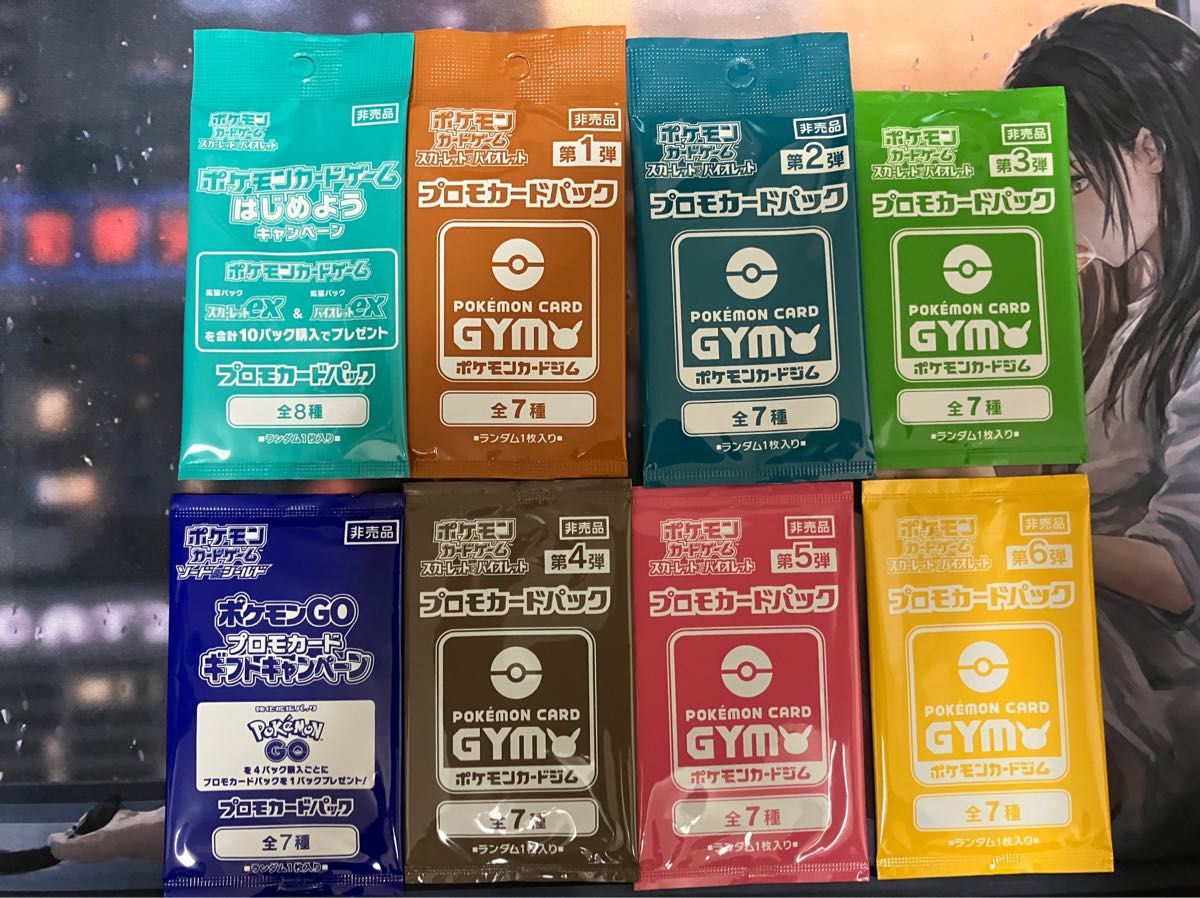 非売品
ポケモン
カードゲーム
スカーレット&バイオレット
ポケモンカードゲーム
はじめよう
キャンペーン
ポケモンカードゲーム
拡張パック
スカーレットex
&
拡張パック
バイオレットex
を合計10パック購入でプレゼント
プロモカードパック
全8種
■ランダム1枚入り■
非売品
ポケモン
カードゲーム
スカーレット&バイオレット
第1弾
プロモカードパック
POKÉMON CARD
GYM
ポケモンカードジム
全7種
■ランダム1枚入り■
非売品
ポケモン
カードゲーム
スカーレット&バイオレット
第2弾
プロモカードパック
POKÉMON CARD
GYM
ポケモンカードジム
全7種
■ランダム1枚入り■
非売品
ポケモン
カードゲーム
スカーレット&バイオレット
第3弾
プロモカードパック
POKÉMON CARD
GYM
ポケモンカードジム
全7種
■ランダム1枚入り■
非売品
ポケモン
カードゲーム
ソード&シールド
ポケモンGO
プロモカード
ギフトキャンペーン
強化拡張パック
POKÉMON
GO
を4パック購入ごとに
プロモカードパックを1パックプレゼント!
プロモカードパック
全7種
■ランダム1枚入り■
非売品
ポケモン
カードゲーム
スカーレット&バイオレット
第4弾
プロモカードパック
POKÉMON CARD
GYM
ポケモンカードジム
全7種
■ランダム1枚入り■
非売品
ポケモン
カードゲーム
スカーレット&バイオレット
第5弾
プロモカードパック
POKÉMON CARD
GYM
ポケモンカードジム
全7種
■ランダム1枚入り■
非売品
ポケモン
カードゲーム
スカーレット&バイオレット
第6弾
プロモカードパック
POKÉMON CARD
GYM
ポケモンカードジム
全7種
■ランダム1枚入り■